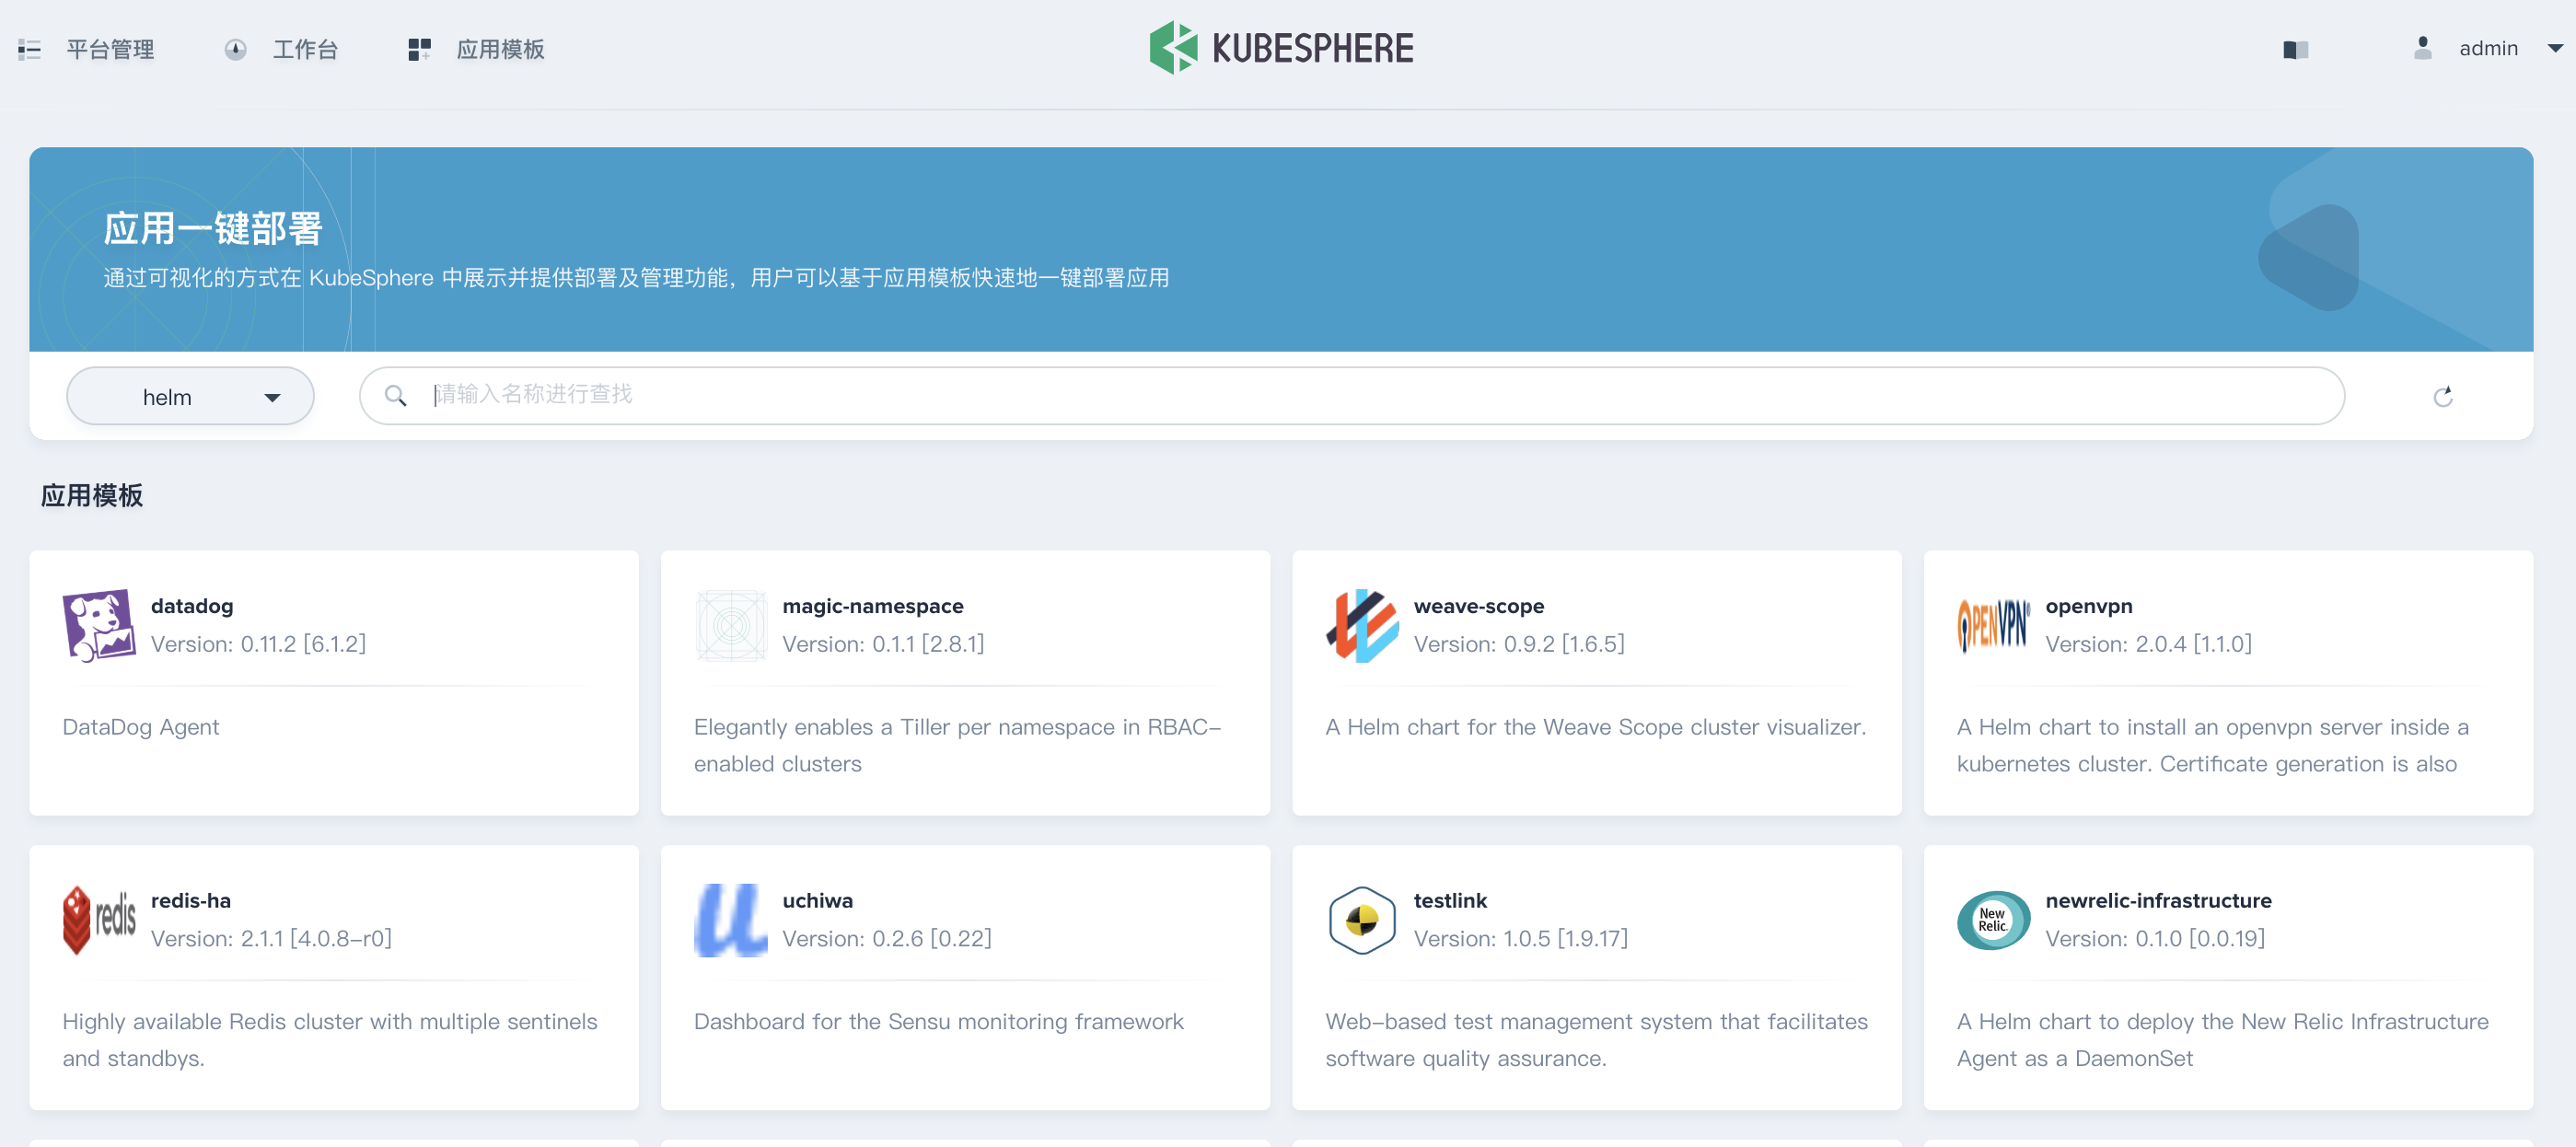 平台管理
工作台
应用模板
KUBESPHERE
admin
应用一键部署
通过可视化的方式在 KubeSphere 中展示并提供部署及管理功能，用户可以基于应用模板快速地一键部署应用
helm
请输入名称进行查找
应用模板
datadog
Version: 0.11.2 [6.1.2]
DataDog Agent
magic-namespace
Version: 0.1.1 [2.8.1]
Elegantly enables a Tiller per namespace in RBAC-
enabled clusters
weave-scope
Version: 0.9.2 [1.6.5]
A Helm chart for the Weave Scope cluster visualizer.
OPENVPN
openvpn
Version: 2.0.4 [1.1.0]
A Helm chart to install an openvpn server inside a
kubernetes cluster. Certificate generation is also
redis
redis-ha
Version: 2.1.1 [4.0.8-r0]
Highly available Redis cluster with multiple sentinels
and standbys.
u
uchiwa
Version: 0.2.6 [0.22]
Dashboard for the Sensu monitoring framework
testlink
Version: 1.0.5 [1.9.17]
Web-based test management system that facilitates
software quality assurance.
New
Relic.
newrelic-infrastructure
Version: 0.1.0 [0.0.19]
A Helm chart to deploy the New Relic Infrastructure
Agent as a DaemonSet